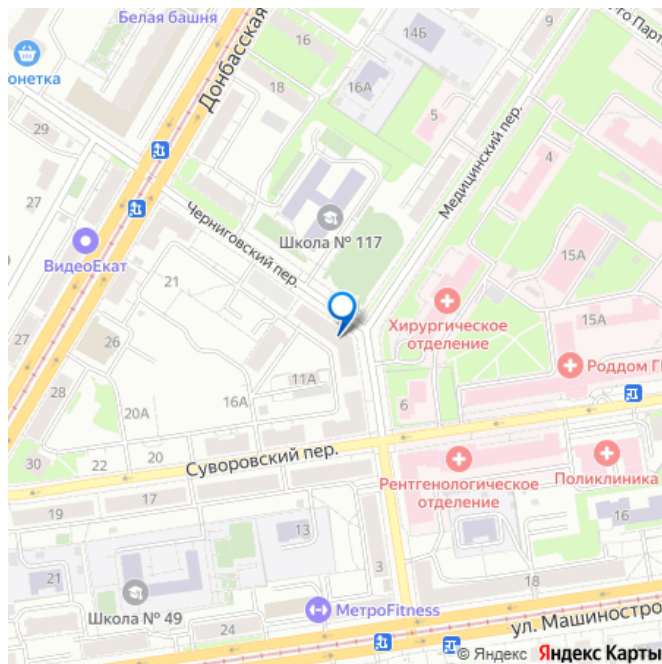 Белая башня
16
14Б
9
го Парт
онетка
Донбасская
18
16А
5
Медицинский пер.
29
4
27
Черниговский пер.
Школа № 117
ВидеоЕкат
21
15А
Хирургическое
отделение
15А
27
26
Роддом Г
11А
28
16А
20А
6
30
22
20
Суворовский пер.
Рентгенологическое
отделение
Поликлиника
19
17
13
16
21
3
18
Школа № 49
MetroFitness
24
ул. Машиностро
© Яндекс Яндекс Карты